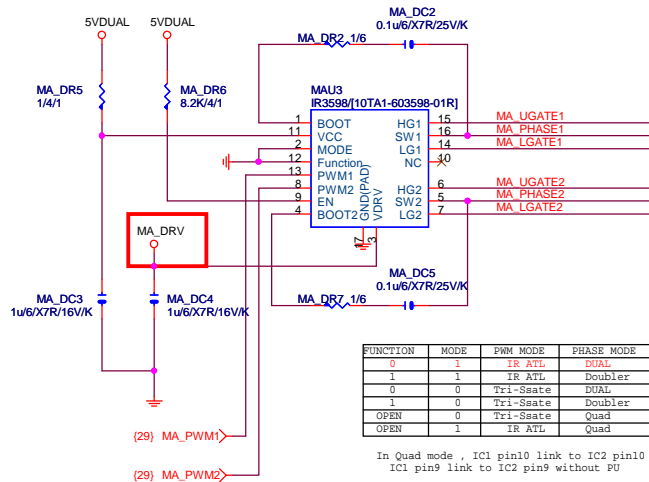 5VDUAL 5VDUAL
MA_DC2
0.1u/6/X7R/25V/K
MA_DR2 1/6
MA_DR5
1/4/1
MA_DR6
8.2K/4/1
MAU3
IR3598/[10TA1-603598-01R]
1 BOOT HG1 15 MA_UGATE1
11 VCC SW1 16 MA_PHASE1
2 MODE LG1 14 MA_LGATE1
12 Function NC 10
13 PWM1
8 PWM2 HG2 6 MA_UGATE2
9 EN SW2 5 MA_PHASE2
4 BOOT2 LG2 7 MA_LGATE2
GND(PAD) VDRV
17 3
MA_DRV
MA_DC3
1u/6/X7R/16V/K
MA_DC4
1u/6/X7R/16V/K
MA_DR7 1/6
MA_DC5
0.1u/6/X7R/25V/K
FUNCTION MODE PWM MODE PHASE MODE
0 1 IR ATL DUAL
1 1 IR ATL Doubler
0 0 Tri-Ssate DUAL
1 0 Tri-Ssate Doubler
OPEN 0 Tri-Ssate Quad
OPEN 1 IR ATL Quad
{29} MA_PWM1
{29} MA_PWM2
In Quad mode , IC1 pin10 link to IC2 pin10
IC1 pin9 link to IC2 pin9 without PU